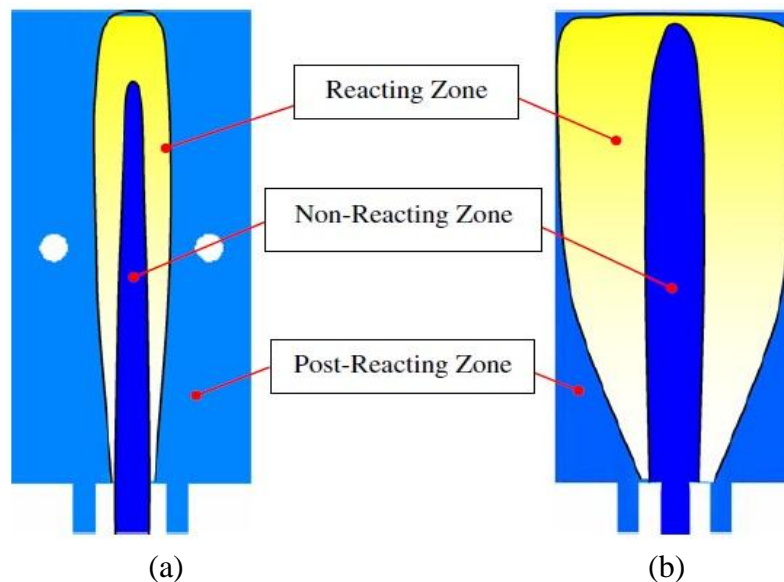 Reacting Zone
Non-Reacting Zone
Post-Reacting Zone
(a)
(b)